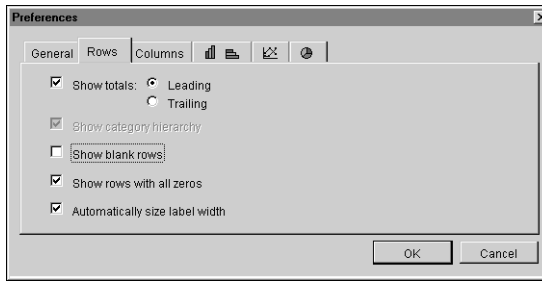 Preferences
General Rows Columns
Show totals: Leading
Trailing
Show category hierarchy
Show blank rows
Show rows with all zeros
Automatically size label width
OK Cancel